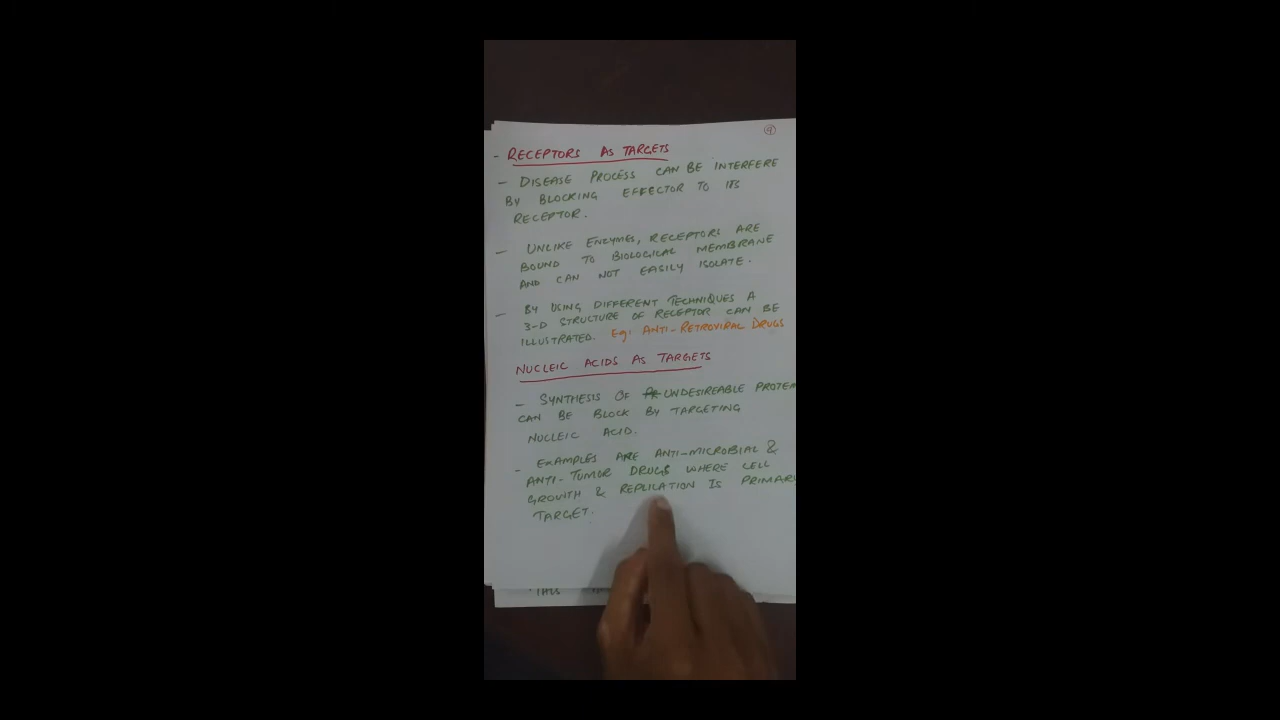 9
- RECEPTORS AS TARGETS
- DISEASE PROCESS CAN BE INTERFERE
BY BLOCKING EFFECTOR TO ITS
RECEPTOR.
- UNLIKE ENZYMES, RECEPTORS ARE
BOUND TO BIOLOGICAL MEMBRANE
AND CAN NOT EASILY ISOLATE.
- BY USING DIFFERENT TECHNIQUES A
3-D STRUCTURE OF RECEPTOR CAN BE
ILLUSTRATED. Eg: ANTI-RETROVIRAL DRUGS
NUCLEIC ACIDS AS TARGETS
- SYNTHESIS OF UNDESIREABLE PROTEIN
CAN BE BLOCK BY TARGETING
NUCLEIC ACID.
- EXAMPLES ARE ANTI-MICROBIAL &
ANTI-TUMOR DRUGS WHERE CELL
GROWTH & REPLICATION IS PRIMARY
TARGET.